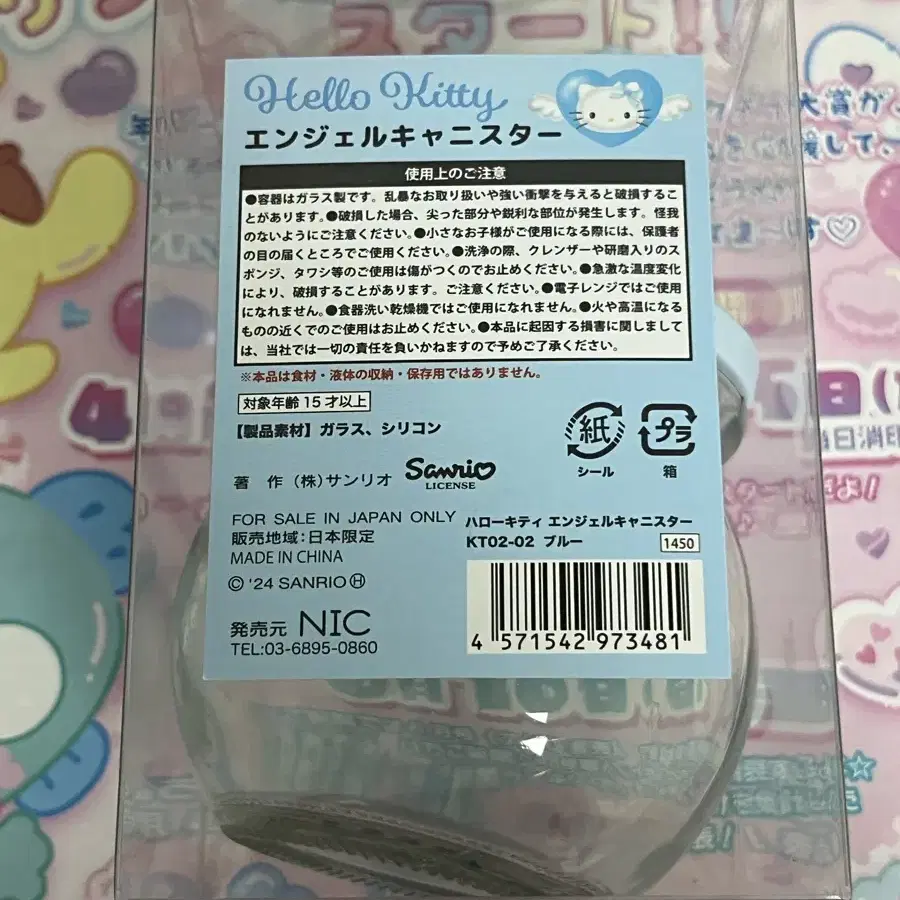 スタート!!
大賞が
Hello Kitty
エンジェルキャニスター
使用上のご注意
●容器はガラス製です。乱暴なお取り扱いや強い衝撃を与えると破損するこ
とがあります。●破損した場合、尖った部分や鋭利な部位が発生します。怪我
のないようにご注意ください。●小さなお子様がご使用になる際には、保護者
の目の届くところでご使用ください。●洗浄の際、クレンザーや研磨入りのス
ポンジ、タワシ等のご使用は傷がつくのでお止めください。●急激な温度変化
により、破損することがあります。ご注意ください。●電子レンジではご使用
になれません。●食器洗い乾燥機ではご使用になれません。●火や高温になる
ものの近くでのご使用はお止めください。●本品に起因する損害に関しまして
は、当社では一切の責任を負いかねますので予めご了承ください。
※本品は食材・液体の収納・保存用ではありません。
対象年齢 15才以上
【製品素材】ガラス、シリコン
紙
シール
プラ
箱
著 作 (株)サンリオ
Sanrio
LICENSE
FOR SALE IN JAPAN ONLY
販売地域:日本限定
MADE IN CHINA
© '24 SANRIO Ⓗ
ハローキティ エンジェルキャニスター
KT02-02 ブルー
1450
発売元 NIC
TEL:03-6895-0860
4 571542 973481